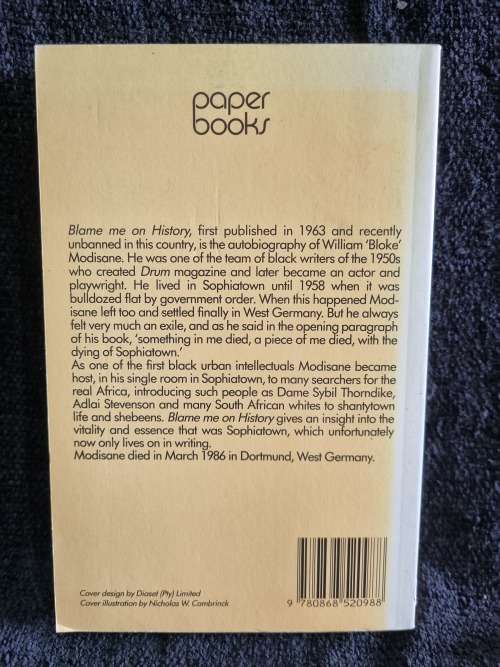 paper
books
Blame me on History, first published in 1963 and recently
unbanned in this country, is the autobiography of William 'Bloke'
Modisane. He was one of the team of black writers of the 1950s
who created Drum magazine and later became an actor and
playwright. He lived in Sophiatown until 1958 when it was
bulldozed flat by government order. When this happened Mod-
isane left too and settled finally in West Germany. But he always
felt very much an exile, and as he said in the opening paragraph
of his book, 'something in me died, a piece of me died, with the
dying of Sophiatown.'
As one of the first black urban intellectuals Modisane became
host, in his single room in Sophiatown, to many searchers for the
real Africa, introducing such people as Dame Sybil Thorndike,
Adlai Stevenson and many South African whites to shantytown
life and shebeens. Blame me on History gives an insight into the
vitality and essence that was Sophiatown, which unfortunately
now only lives on in writing.
Modisane died in March 1986 in Dortmund, West Germany.
Cover design by Diaset (Pty) Limited
Cover illustration by Nicholas W. Combrinck
9 780868 520988